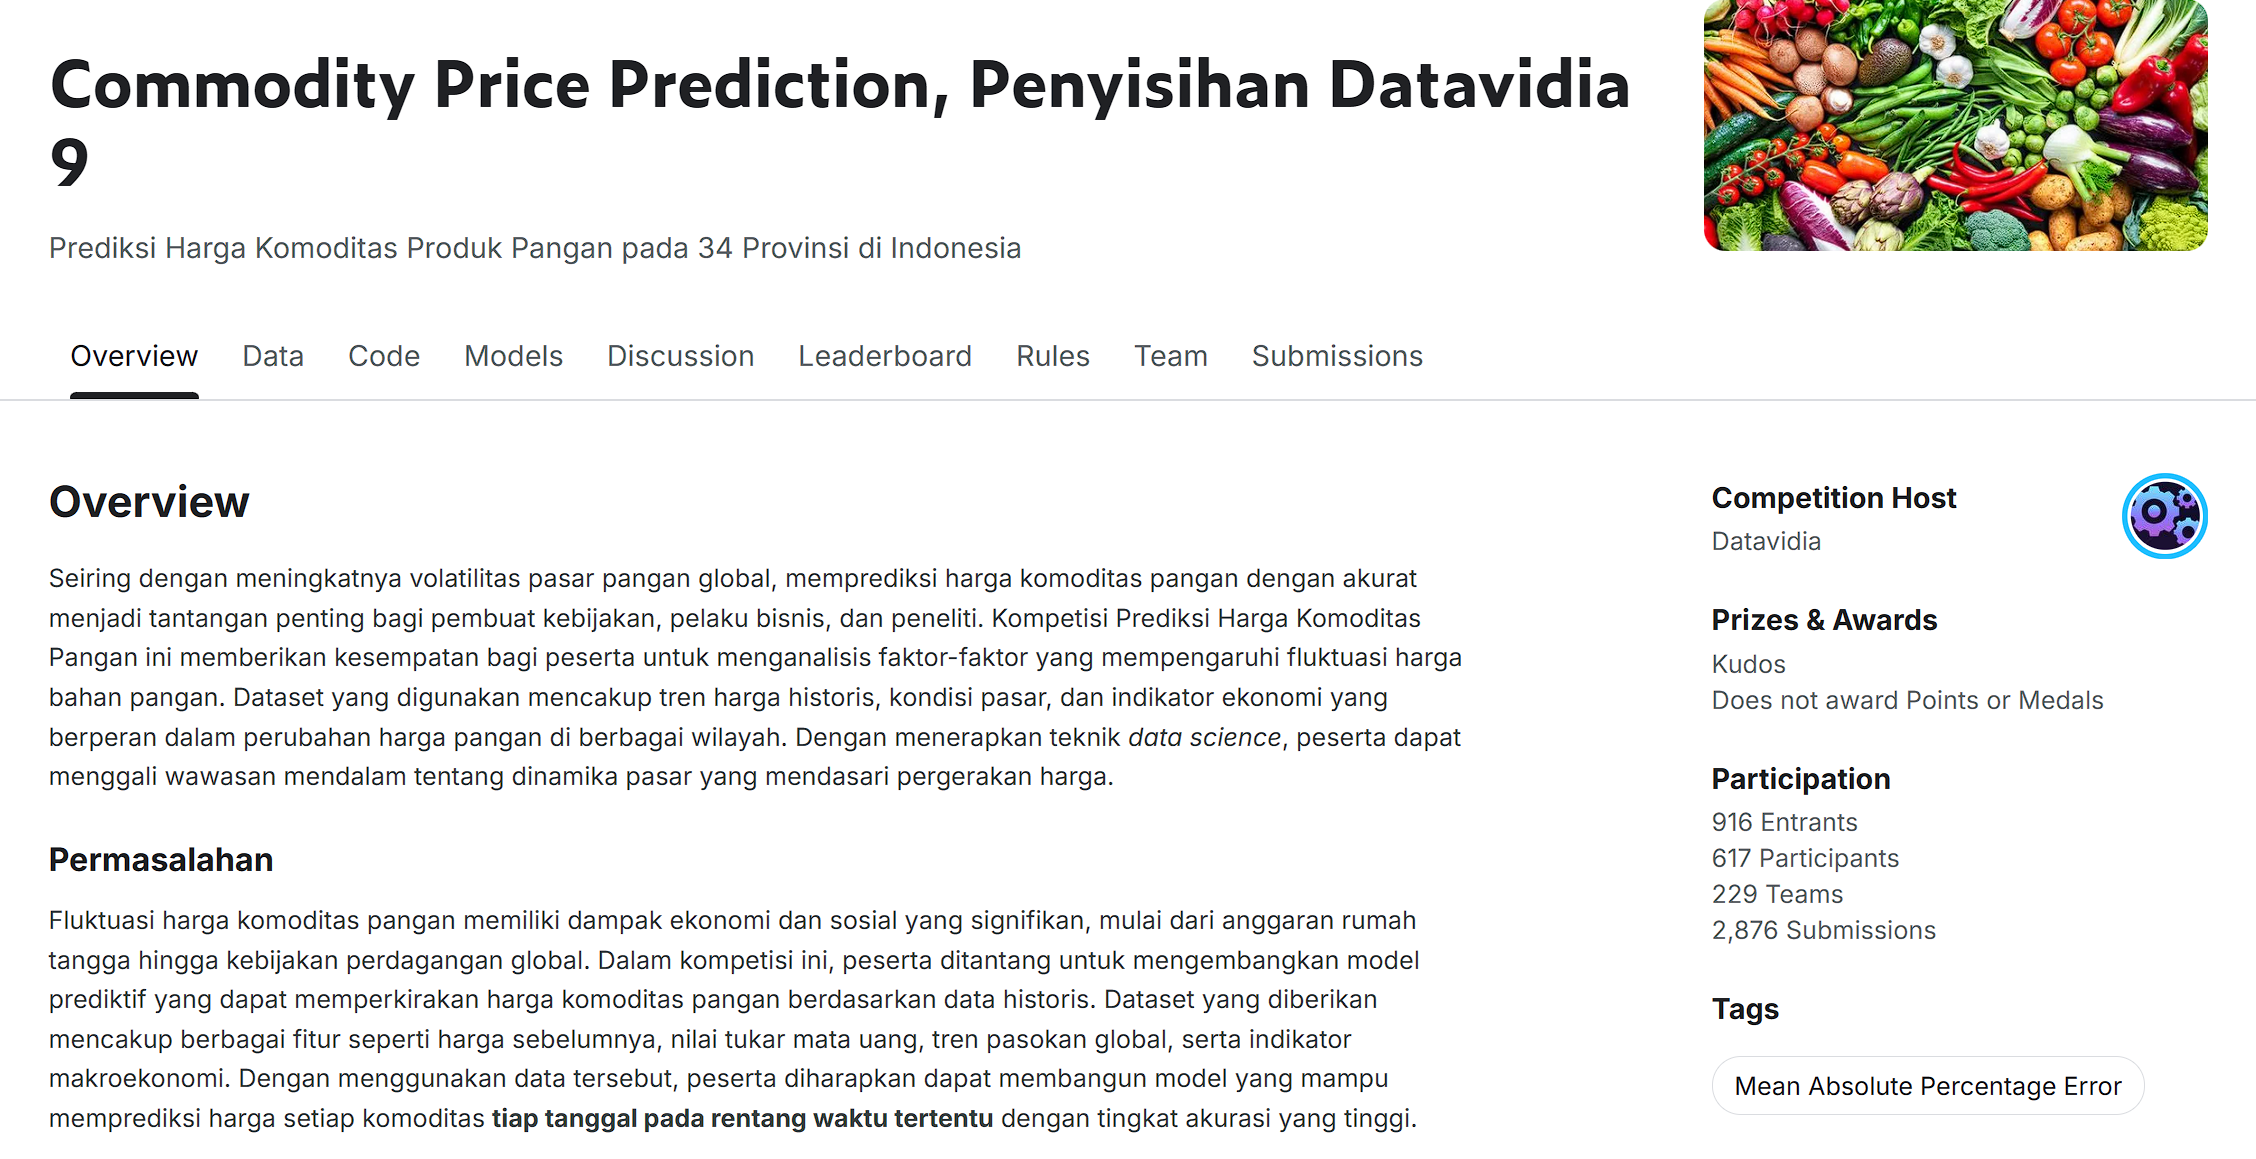 Commodity Price Prediction, Penyisihan Datavidia
9
Prediksi Harga Komoditas Produk Pangan pada 34 Provinsi di Indonesia
Overview
Data
Code
Models
Discussion
Leaderboard
Rules
Team
Submissions
Overview
Seiring dengan meningkatnya volatilitas pasar pangan global, memprediksi harga komoditas pangan dengan akurat
menjadi tantangan penting bagi pembuat kebijakan, pelaku bisnis, dan peneliti. Kompetisi Prediksi Harga Komoditas
Pangan ini memberikan kesempatan bagi peserta untuk menganalisis faktor-faktor yang mempengaruhi fluktuasi harga
bahan pangan. Dataset yang digunakan mencakup tren harga historis, kondisi pasar, dan indikator ekonomi yang
berperan dalam perubahan harga pangan di berbagai wilayah. Dengan menerapkan teknik data science, peserta dapat
menggali wawasan mendalam tentang dinamika pasar yang mendasari pergerakan harga.
Permasalahan
Fluktuasi harga komoditas pangan memiliki dampak ekonomi dan sosial yang signifikan, mulai dari anggaran rumah
tangga hingga kebijakan perdagangan global. Dalam kompetisi ini, peserta ditantang untuk mengembangkan model
prediktif yang dapat memperkirakan harga komoditas pangan berdasarkan data historis. Dataset yang diberikan
mencakup berbagai fitur seperti harga sebelumnya, nilai tukar mata uang, tren pasokan global, serta indikator
makroekonomi. Dengan menggunakan data tersebut, peserta diharapkan dapat membangun model yang mampu
memprediksi harga setiap komoditas tiap tanggal pada rentang waktu tertentu dengan tingkat akurasi yang tinggi.
Competition Host
Datavidia
Prizes & Awards
Kudos
Does not award Points or Medals
Participation
916 Entrants
617 Participants
229 Teams
2,876 Submissions
Tags
Mean Absolute Percentage Error